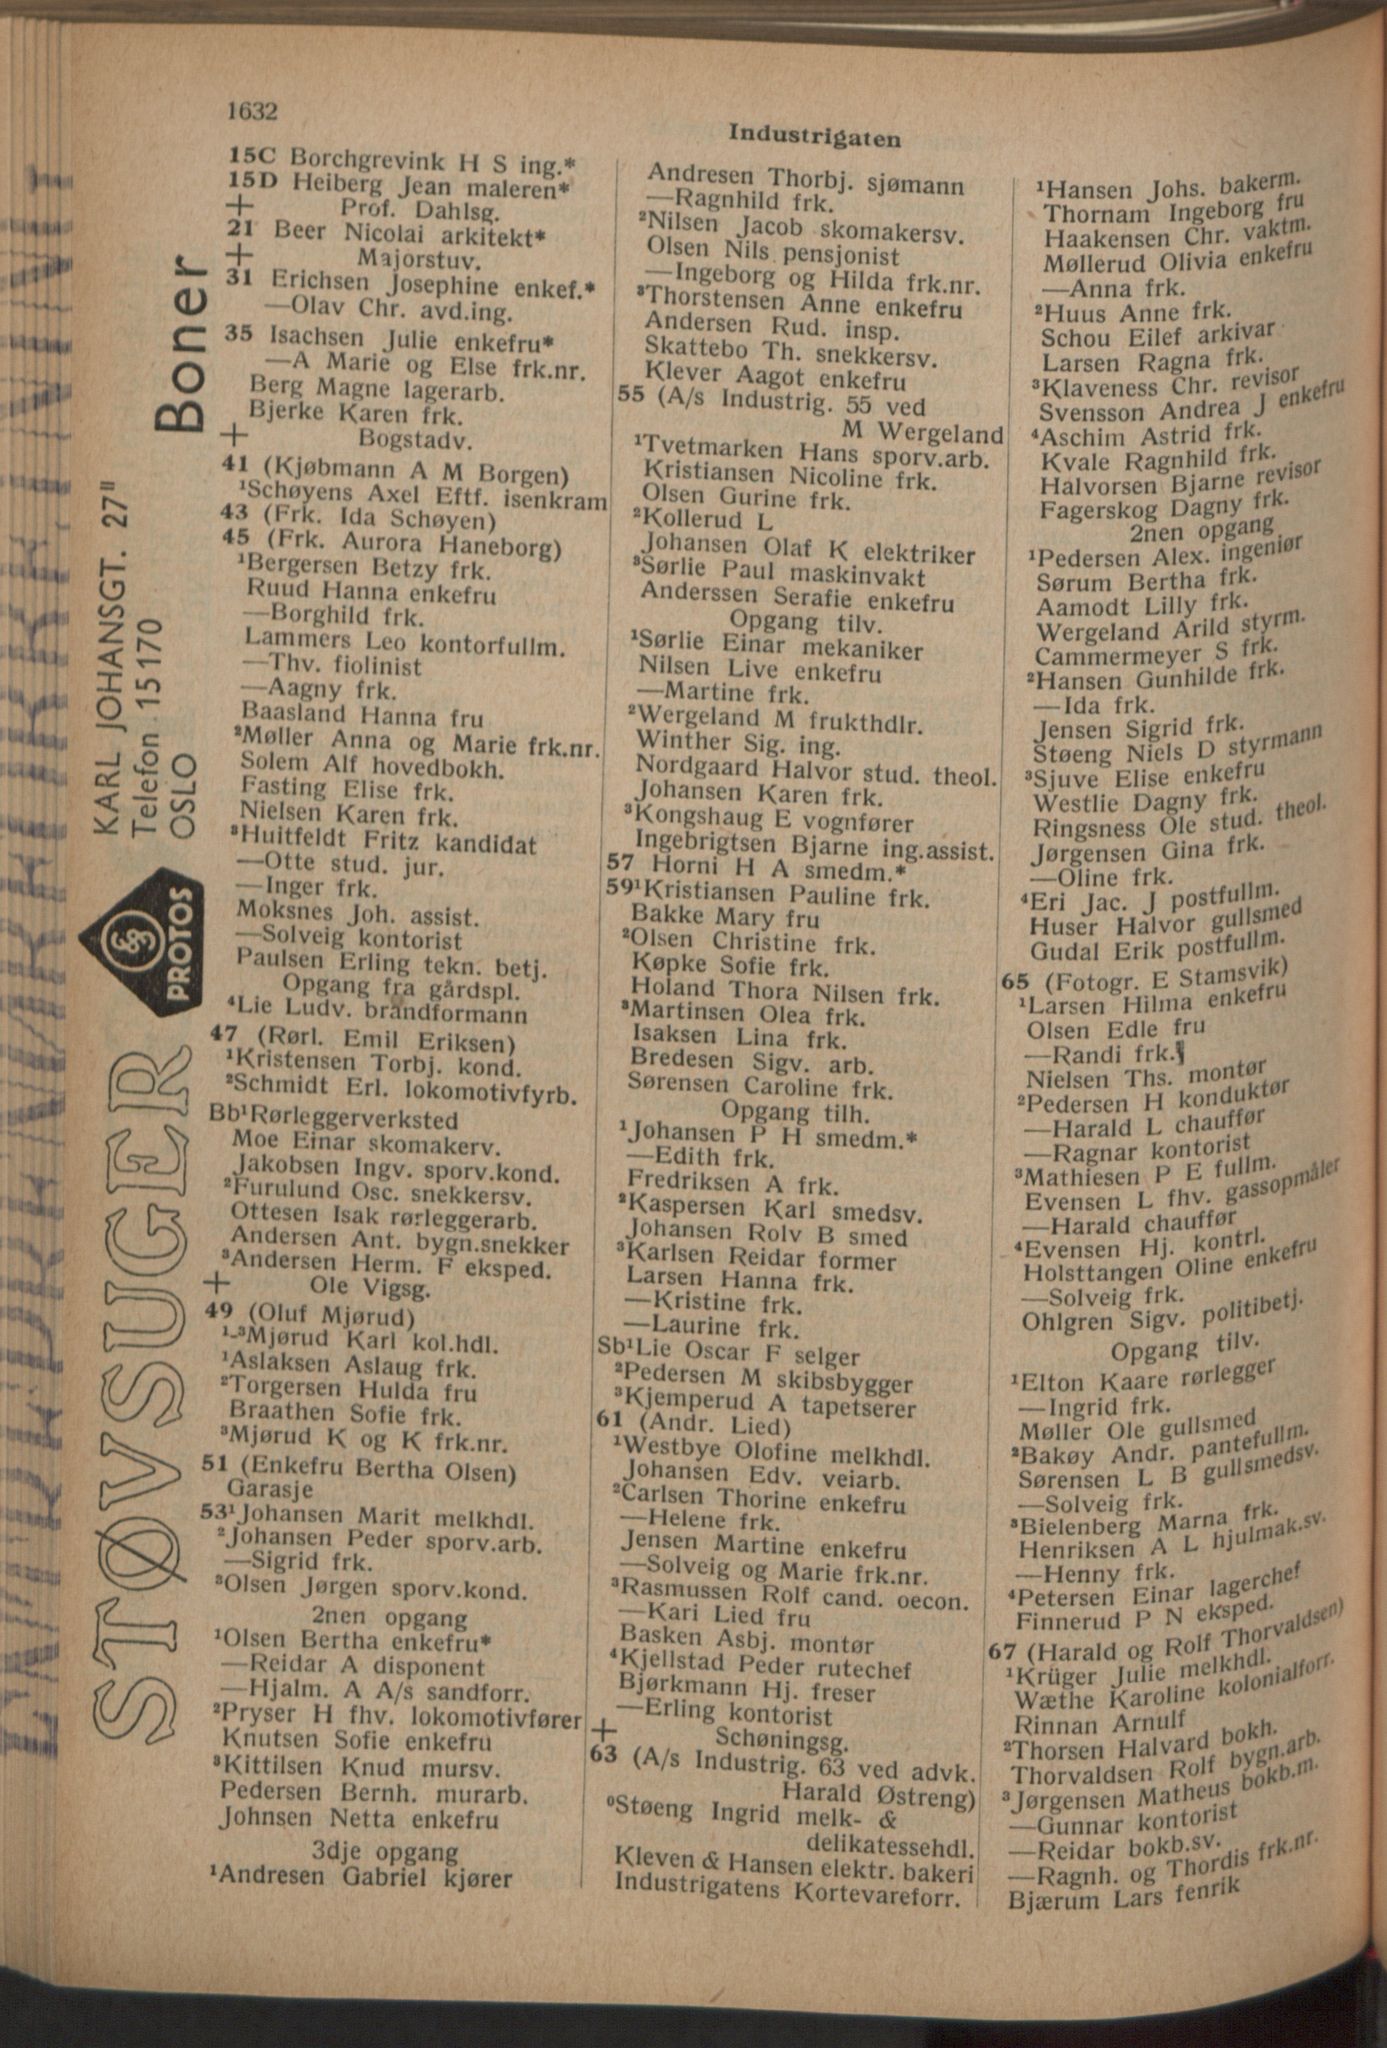 1632
Industrigaten
15C Borchgrevink H S ing.*
15D Heiberg Jean maleren*
+ Prof. Dahlsg.
21 Beer Nicolai arkitekt*
+ Majorstuv.
31 Erichsen Josephine enkef.*
—Olav Chr. avd.ing.
35 Isachsen Julie enkefru*
—A Marie og Else frk.nr.
Berg Magne lagerarb.
Bjerke Karen frk.
+ Bogstadv.
41 (Kjøbmann A M Borgen)
¹Schøyens Axel Eftf. isenkram
43 (Frk. Ida Schøyen)
45 (Frk. Aurora Haneborg)
¹Bergersen Betzy frk.
Ruud Hanna enkefru
—Borghild frk.
Lammers Leo kontorfullm.
—Thv. fiolinist
—Aagny frk.
Baasland Hanna fru
²Møller Anna og Marie frk.nr.
Solem Alf hovedbokh.
Fasting Elise frk.
Nielsen Karen frk.
³Huitfeldt Fritz kandidat
—Otte stud. jur.
—Inger frk.
Moksnes Joh. assist.
—Solveig kontorist
Paulsen Erling tekn. betj.
Opgang fra gårdspl.
⁴Lie Ludv. brandformann
47 (Rørl. Emil Eriksen)
¹Kristensen Torbj. kond.
²Schmidt Erl. lokomotivfyrb.
Bb¹Rørleggerverksted
Moe Einar skomakerv.
Jakobsen Ingv. sporv.kond.
²Furulund Osc. snekkersv.
Ottesen Isak rørleggerarb.
Andersen Ant. bygn.snekker
³Andersen Herm. F eksped.
+ Ole Vigsg.
49 (Oluf Mjørud)
¹-³Mjørud Karl kol.hdl.
¹Aslaksen Aslaug frk.
²Torgersen Hulda fru
Braathen Sofie frk.
³Mjørud K og K frk.nr.
51 (Enkefru Bertha Olsen)
Garasje
53¹Johansen Marit melkhdl.
²Johansen Peder sporv.arb.
—Sigrid frk.
³Olsen Jørgen sporv.kond.
2nen opgang
¹Olsen Bertha enkefru*
—Reidar A disponent
—Hjalm. A A/s sandforr.
²Pryser H fhv. lokomotivfører
Knutsen Sofie enkefru
³Kittilsen Knud mursv.
Pedersen Bernh. murarb.
Johnsen Netta enkefru
3dje opgang
¹Andresen Gabriel kjører
Andresen Thorbj. sjømann
—Ragnhild frk.
²Nilsen Jacob skomakersv.
Olsen Nils pensjonist
—Ingeborg og Hilda frk.nr.
³Thorstensen Anne enkefru
Andersen Rud. insp.
Skattebo Th. snekkersv.
Klever Aagot enkefru
55 (A/s Industrig. 55 ved
M Wergeland
¹Tvetmarken Hans sporv.arb.
Kristiansen Nicoline frk.
Olsen Gurine frk.
²Kollerud L
Johansen Olaf K elektriker
³Sørlie Paul maskinvakt
Anderssen Serafie enkefru
Opgang tilv.
¹Sørlie Einar mekaniker
Nilsen Live enkefru
—Martine frk.
²Wergeland M frukthdlr.
Winther Sig. ing.
Nordgaard Halvor stud. theol.
Johansen Karen frk.
³Kongshaug E vognfører
Ingebrigtsen Bjarne ing.assist.
57 Horni H A smedm.*
59¹Kristiansen Pauline frk.
Bakke Mary fru
²Olsen Christine frk.
Køpke Sofie frk.
Holand Thora Nilsen frk.
³Martinsen Olea frk.
Isaksen Lina frk.
Bredesen Sigv. arb.
Sørensen Caroline frk.
Opgang tilh.
¹Johansen P H smedm.*
—Edith frk.
Fredriksen A frk.
²Kaspersen Karl smedsv.
Johansen Rolv B smed
³Karlsen Reidar former
Larsen Hanna frk.
—Kristine frk.
—Laurine frk.
Sb¹Lie Oscar F selger
²Pedersen M skibsbygger
³Kjemperud A tapetserer
61 (Andr. Lied)
¹Westbye Olofine melkhdl.
Johansen Edv. veiarb.
²Carlsen Thorine enkefru
—Helene frk.
Jensen Martine enkefru
—Solveig og Marie frk.nr.
³Rasmussen Rolf cand. oecon.
—Kari Lied fru
Basken Asbj. montør
⁴Kjellstad Peder rutechef
Bjørkmann Hj. freser
—Erling kontorist
+ Schøningsg.
63 (A/s Industrig. 63 ved advk.
Harald Østreng)
⁰Støeng Ingrid melk- &
delikatessehdl.
Kleven & Hansen elektr. bakeri
Industrigatens Kortevareforr.
¹Hansen Johs. bakerm.
Thornam Ingeborg fru
Haakensen Chr. vaktm.
Møllerud Olivia enkefru
—Anna frk.
²Huus Anne frk.
Schou Eilef arkivar
Larsen Ragna frk.
³Klaveness Chr. revisor
Svensson Andrea J enkefru
⁴Aschim Astrid frk.
Kvale Ragnhild frk.
Halvorsen Bjarne revisor
Fagerskog Dagny frk.
2nen opgang
¹Pedersen Alex. ingeniør
Sørum Bertha frk.
Aamodt Lilly frk.
Wergeland Arild styrm.
Cammermeyer S frk.
²Hansen Gunhilde frk.
—Ida frk.
Jensen Sigrid frk.
Støeng Niels D styrmann
³Sjuve Elise enkefru
Westlie Dagny frk.
Ringsness Ole stud. theol.
Jørgensen Gina frk.
—Oline frk.
⁴Eri Jac. J postfullm.
Huser Halvor gullsmed
Gudal Erik postfullm.
65 (Fotogr. E Stamsvik)
¹Larsen Hilma enkefru
Olsen Edle fru
—Randi frk.
Nielsen Ths. montør
²Pedersen H konduktør
—Harald L chauffør
—Ragnar kontorist
³Mathiesen P E fullm.
Evensen L fhv. gassopmåler
—Harald chauffør
⁴Evensen Hj. kontrl.
Holsttangen Oline enkefru
—Solveig frk.
Ohlgren Sigv. politibetj.
Opgang tilv.
¹Elton Kaare rørlegger
—Ingrid frk.
Møller Ole gullsmed
²Bakøy Andr. pantefullm.
Sørensen L B gullsmedsv.
—Solveig frk.
³Bielenberg Marna frk.
Henriksen A L hjulmak.sv.
—Henny frk.
⁴Petersen Einar lagerchef
Finnerud P N eksped.
67 (Harald og Rolf Thorvaldsen)
¹Krüger Julie melkhdl.
Wæthe Karoline kolonialforr.
Rinnan Arnulf
²Thorsen Halvard bokh.
Thorvaldsen Rolf bygn.arb.
³Jørgensen Matheus bokb.m.
—Gunnar kontorist
—Reidar bokb.sv.
—Ragnh. og Thordis frk.nr.
Bjærum Lars fenrik
STØVSUGER
PROTOS
KARL JOHANSGT. 27"
Telefon 15170
OSLO
Boner